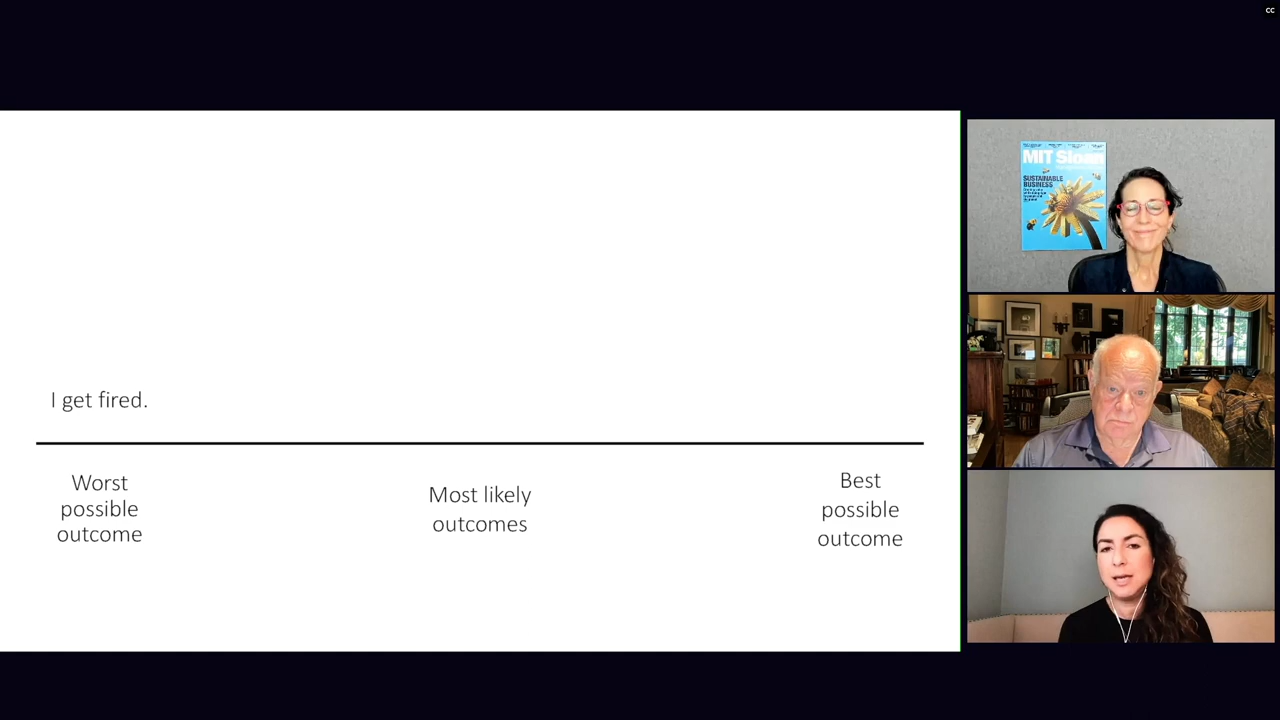 CC
I get fired.
Worst
possible
outcome
Most likely
outcomes
Best
possible
outcome
MIT Sloan
SUSTAINABLE
BUSINESS